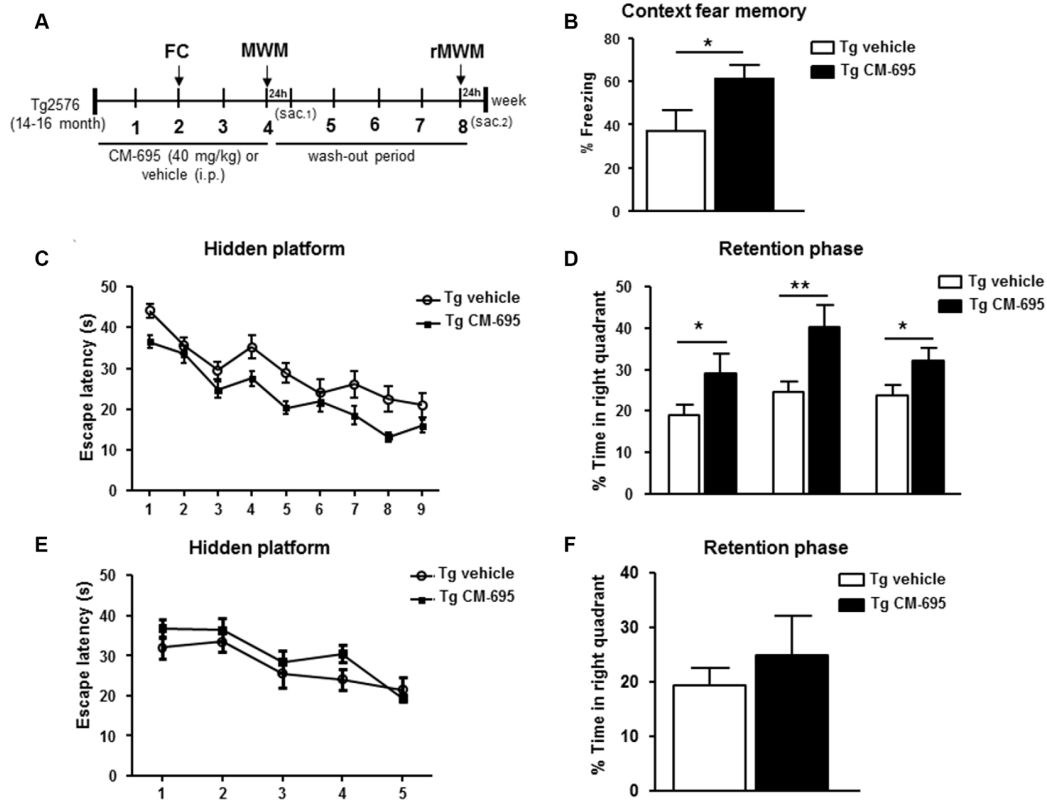 A
FC MWM rMWM
24h 24h
Tg2576 week
(14-16 month) (sac.1) (sac.2)
1 2 3 4 5 6 7 8
CM-695 (40 mg/kg) or wash-out period
vehicle (i.p.)
B
Context fear memory
Tg vehicle
Tg CM-695
*
% Freezing
80
60
40
20
0
C
Hidden platform
Tg vehicle
Tg CM-695
Escape latency (s)
50
40
30
20
10
0
1 2 3 4 5 6 7 8 9
D
Retention phase
Tg vehicle
Tg CM-695
* ** *
% Time in right quadrant
50
40
30
20
10
0
E
Hidden platform
Tg vehicle
Tg CM-695
Escape latency (s)
50
40
30
20
10
0
1 2 3 4 5
F
Retention phase
Tg vehicle
Tg CM-695
% Time in right quadrant
40
30
20
10
0